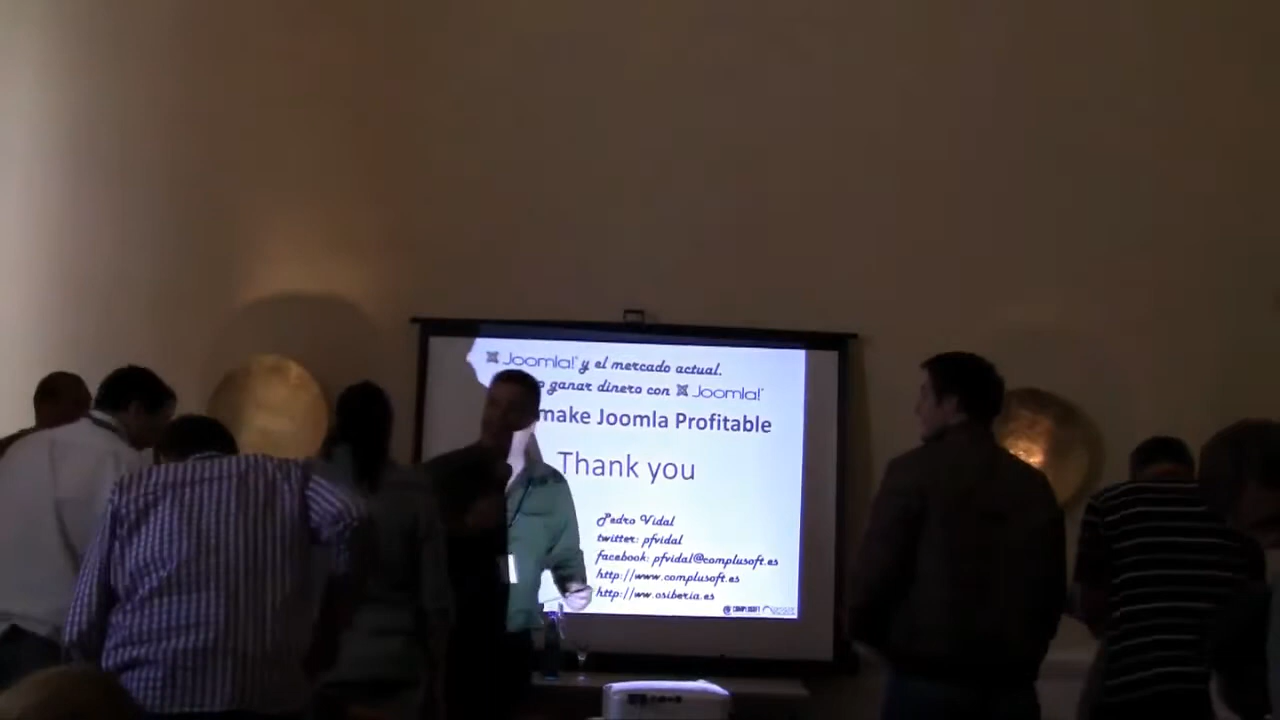 Joomla! y el mercado actual.
ganar dinero con Joomla!
make Joomla Profitable
Thank you
Pedro Vidal
twitter: pfvidal
facebook: pfvidal@complusoft.es
http://www.complusoft.es
http://ww.osiberia.es
COMPLUSOFT